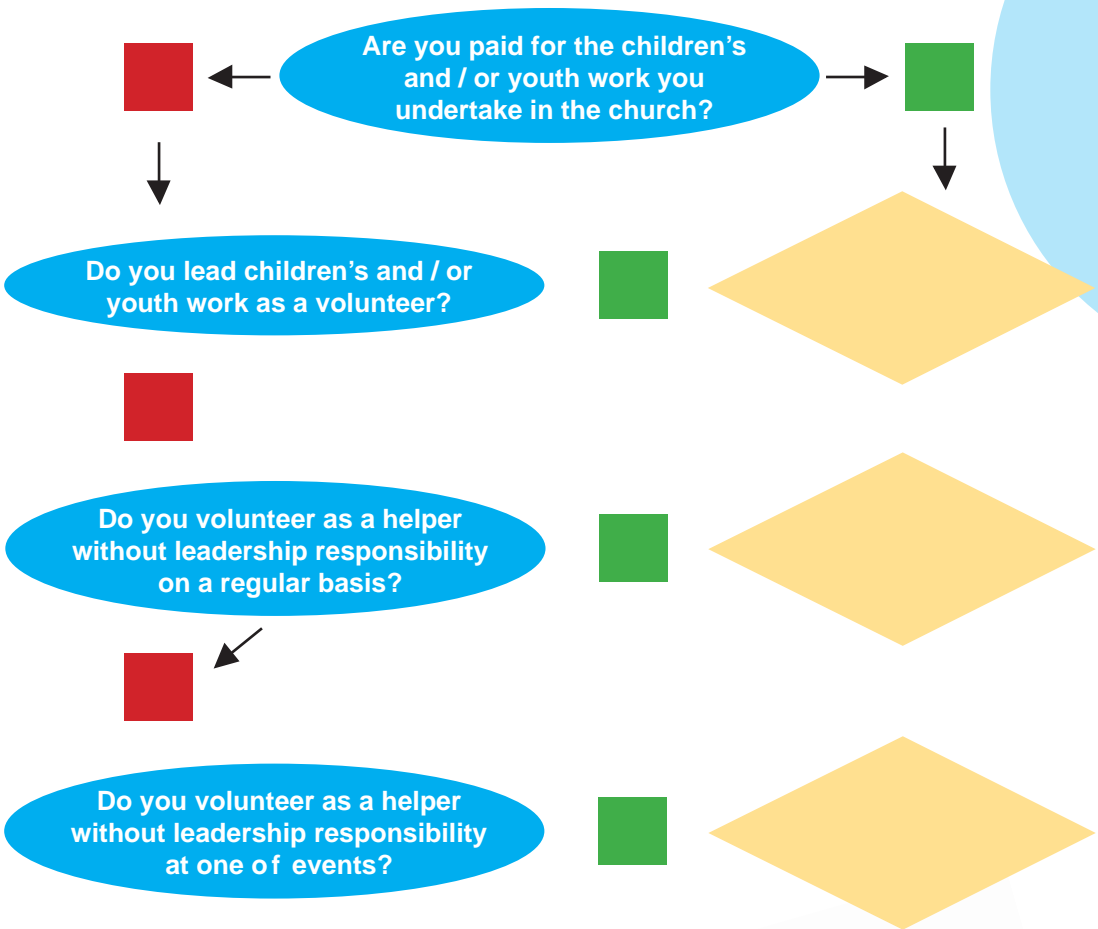 Are you paid for the children’s
and / or youth work you
undertake in the church?
Do you lead children’s and / or
youth work as a volunteer?
Do you volunteer as a helper
without leadership responsibility
on a regular basis?
Do you volunteer as a helper
without leadership responsibility
at one of events?